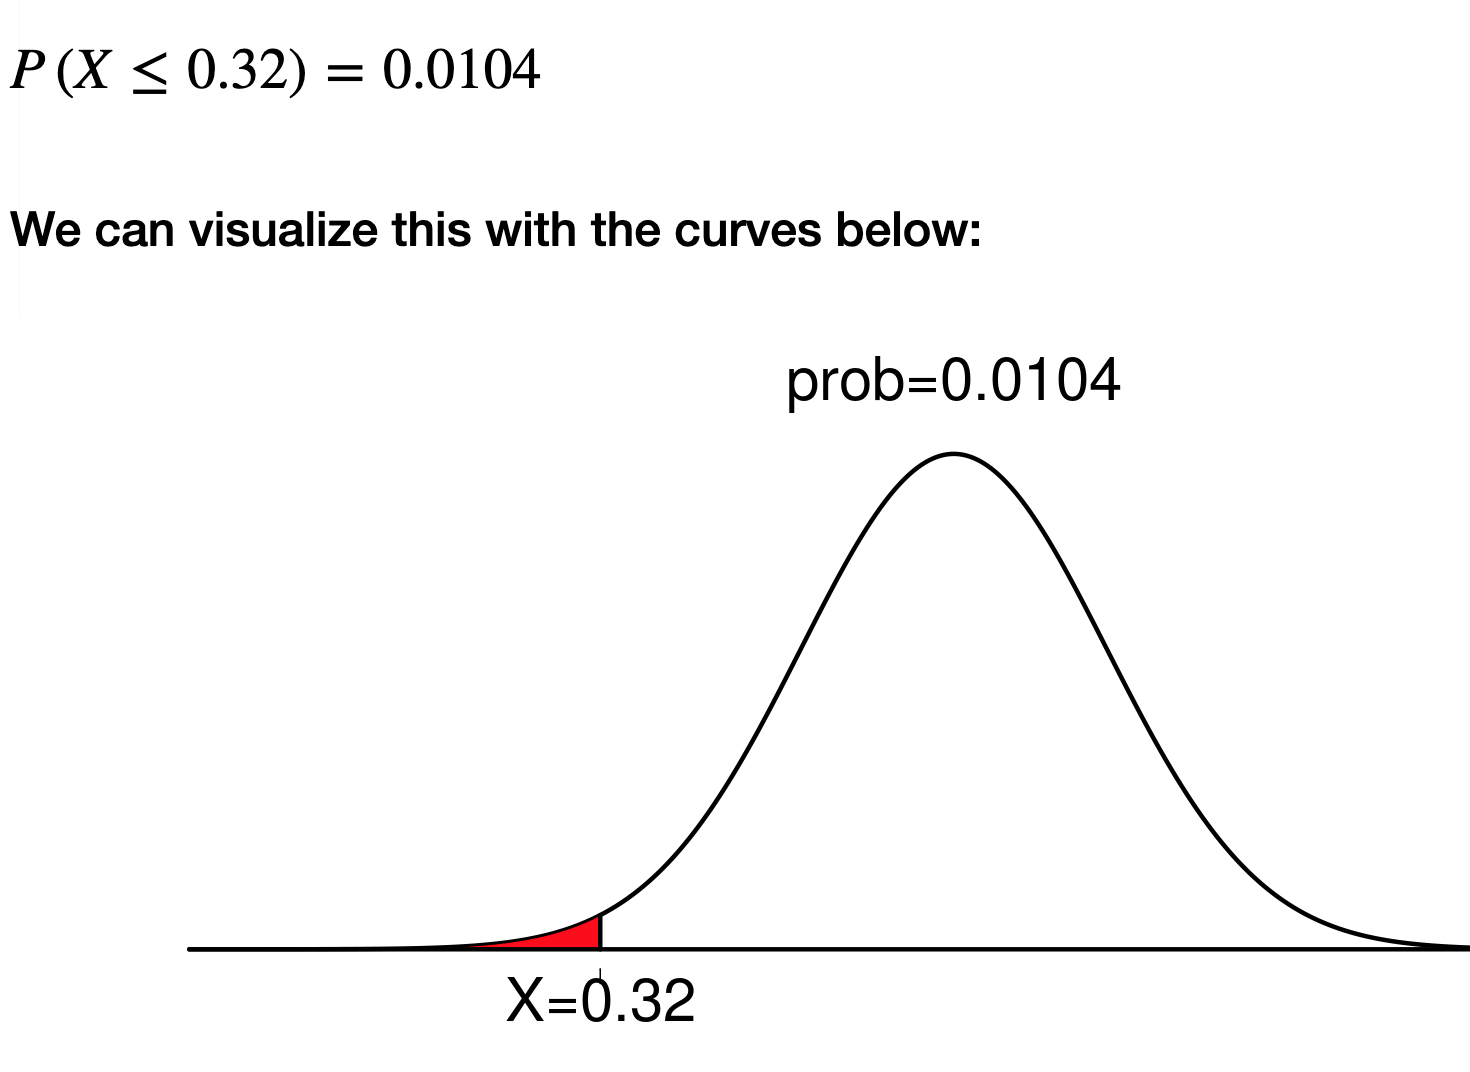 P(X ≤ 0.32) = 0.0104
We can visualize this with the curves below:
prob=0.0104
X=0.32